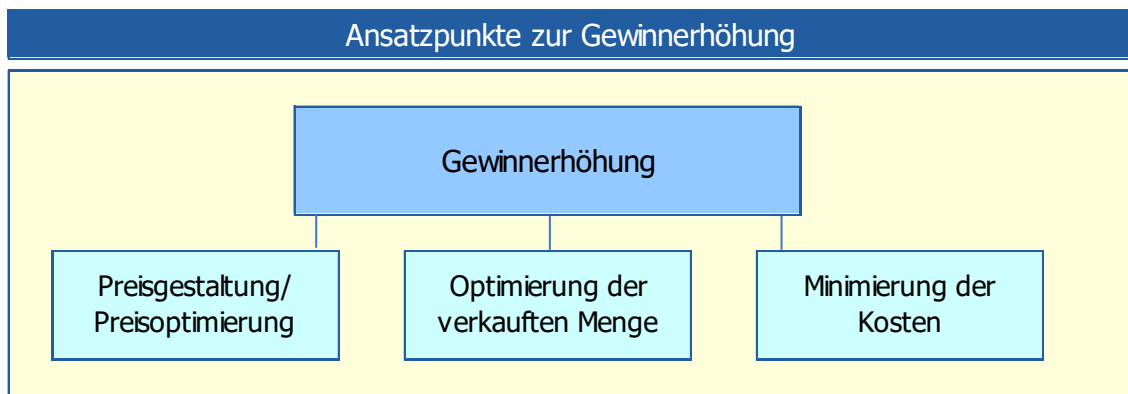 Ansatzpunkte zur Gewinnerhöhung
Gewinnerhöhung
Preisgestaltung/
Preisoptimierung
Optimierung der
verkauften Menge
Minimierung der
Kosten